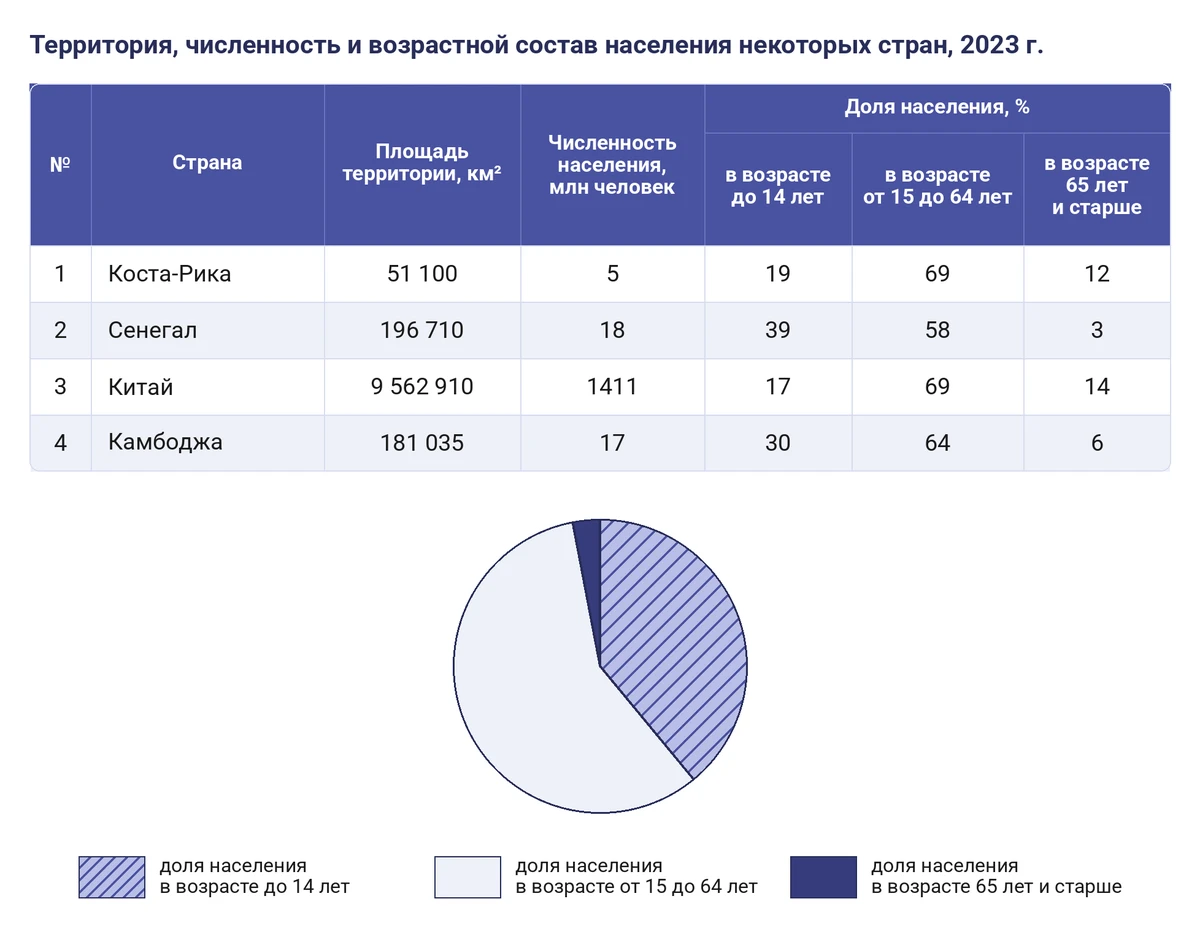 Территория, численность и возрастной состав населения некоторых стран, 2023 г.
№
Страна
Площадь
территории, км²
Численность
населения,
млн человек
Доля населения, %
в возрасте
до 14 лет
в возрасте
от 15 до 64 лет
в возрасте
65 лет
и старше
1 Коста-Рика 51 100 5 19 69 12
2 Сенегал 196 710 18 39 58 3
3 Китай 9 562 910 1411 17 69 14
4 Камбоджа 181 035 17 30 64 6
доля населения
в возрасте до 14 лет
доля населения
в возрасте от 15 до 64 лет
доля населения
в возрасте 65 лет и старше